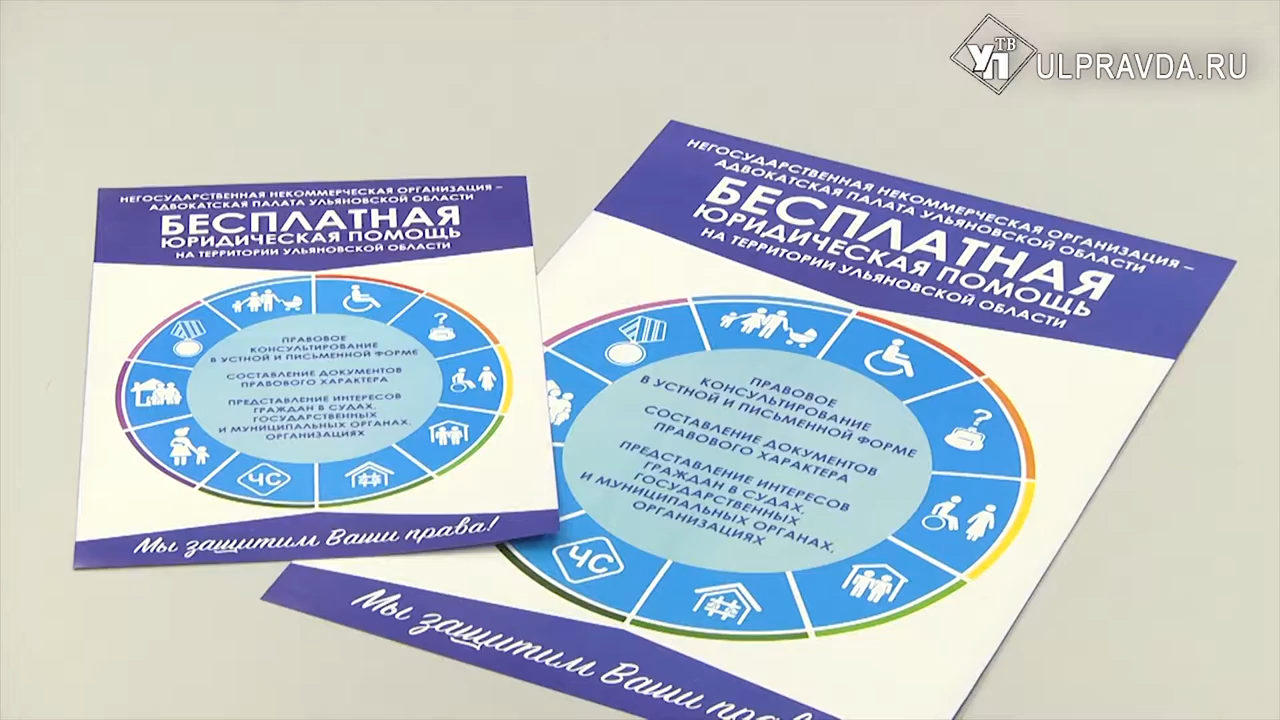 УП ТВ
ULPRAVDA.RU
НЕГОСУДАРСТВЕННАЯ НЕКОММЕРЧЕСКАЯ ОРГАНИЗАЦИЯ –
АДВОКАТСКАЯ ПАЛАТА УЛЬЯНОВСКОЙ ОБЛАСТИ
БЕСПЛАТНАЯ
ЮРИДИЧЕСКАЯ ПОМОЩЬ
НА ТЕРРИТОРИИ УЛЬЯНОВСКОЙ ОБЛАСТИ
ПРАВОВОЕ
КОНСУЛЬТИРОВАНИЕ
В УСТНОЙ И ПИСЬМЕННОЙ ФОРМЕ
СОСТАВЛЕНИЕ ДОКУМЕНТОВ
ПРАВОВОГО ХАРАКТЕРА
ПРЕДСТАВЛЕНИЕ ИНТЕРЕСОВ
ГРАЖДАН В СУДАХ,
ГОСУДАРСТВЕННЫХ
И МУНИЦИПАЛЬНЫХ ОРГАНАХ,
ОРГАНИЗАЦИЯХ
?
ЧС
Мы защитим Ваши права!
НЕГОСУДАРСТВЕННАЯ НЕКОММЕРЧЕСКАЯ ОРГАНИЗАЦИЯ –
АДВОКАТСКАЯ ПАЛАТА УЛЬЯНОВСКОЙ ОБЛАСТИ
БЕСПЛАТНАЯ
ЮРИДИЧЕСКАЯ ПОМОЩЬ
НА ТЕРРИТОРИИ УЛЬЯНОВСКОЙ ОБЛАСТИ
ПРАВОВОЕ
КОНСУЛЬТИРОВАНИЕ
В УСТНОЙ И ПИСЬМЕННОЙ ФОРМЕ
СОСТАВЛЕНИЕ ДОКУМЕНТОВ
ПРАВОВОГО ХАРАКТЕРА
ПРЕДСТАВЛЕНИЕ ИНТЕРЕСОВ
ГРАЖДАН В СУДАХ,
ГОСУДАРСТВЕННЫХ
И МУНИЦИПАЛЬНЫХ ОРГАНАХ,
ОРГАНИЗАЦИЯХ
?
ЧС
Мы защитим Ваши